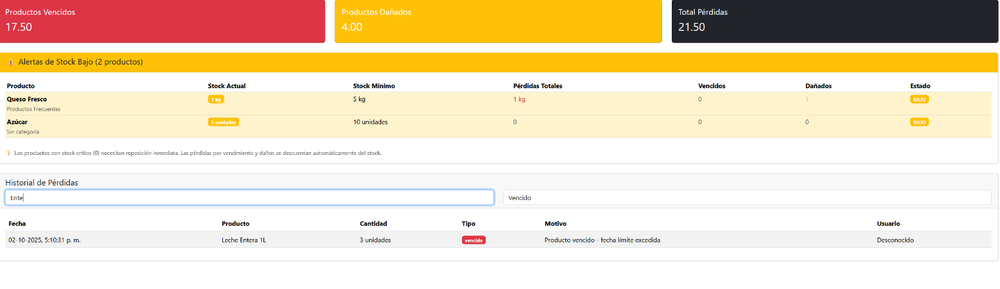 Productos Vencidos
17.50
Productos Dañados
4.00
Total Pérdidas
21.50
Alertas de Stock Bajo (2 productos)
Producto Stock Actual Stock Mínimo Pérdidas Totales Vencidos Dañados Estado
Queso Fresco 1 kg 5 kg 1 kg 0 1 BAJO
Productos Frecuentes
Azúcar 5 unidades 10 unidades 0 0 0 BAJO
Sin categoría
Los productos con stock crítico (0) necesitan reposición inmediata. Las pérdidas por vencimiento y daños se descuentan automáticamente del stock.
Historial de Pérdidas
Ente Vencido
Fecha Producto Cantidad Tipo Motivo Usuario
02-10-2025, 5:10:31 p. m. Leche Entera 1L 3 unidades vencido Producto vencido - fecha límite excedida Desconocido